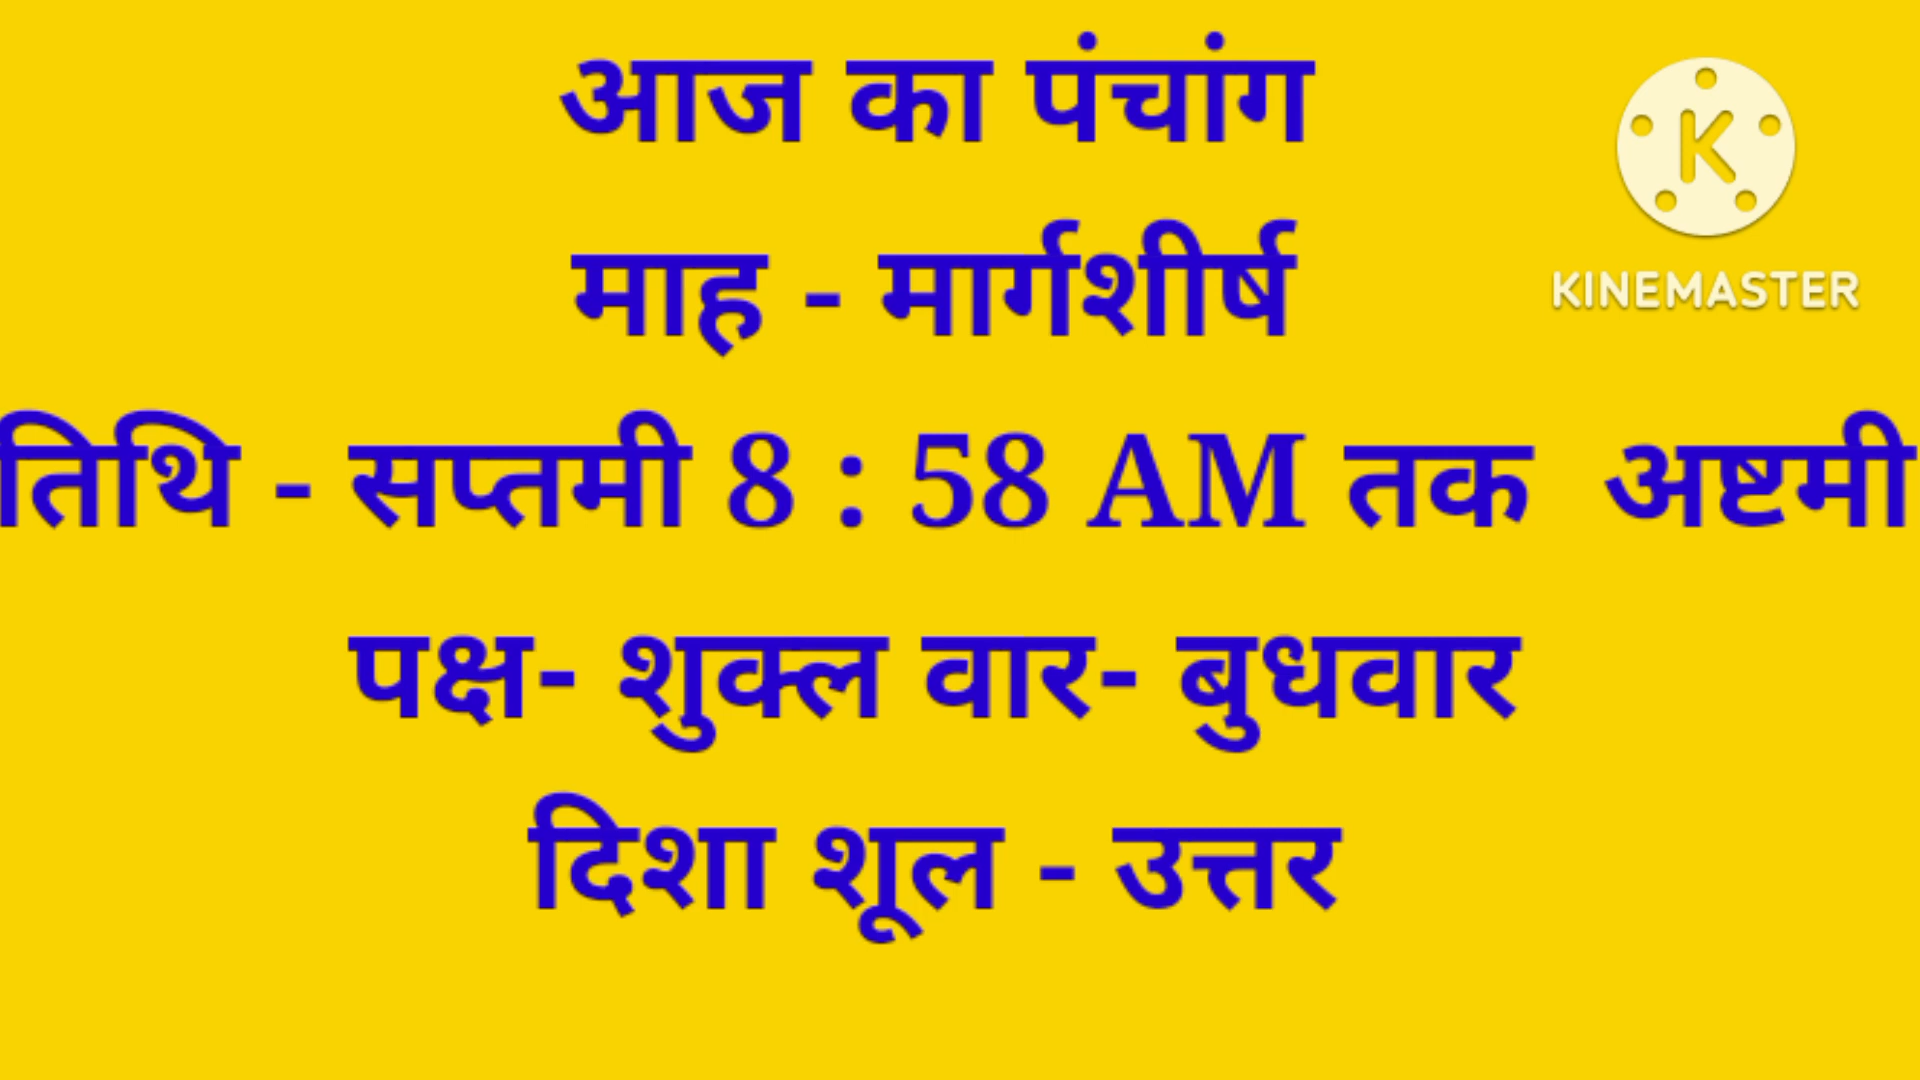 आज का पंचांग
माह - मार्गशीर्ष
तिथि - सप्तमी 8 : 58 AM तक अष्टमी
पक्ष- शुक्ल वार- बुधवार
दिशा शूल - उत्तर
K
KINEMASTER